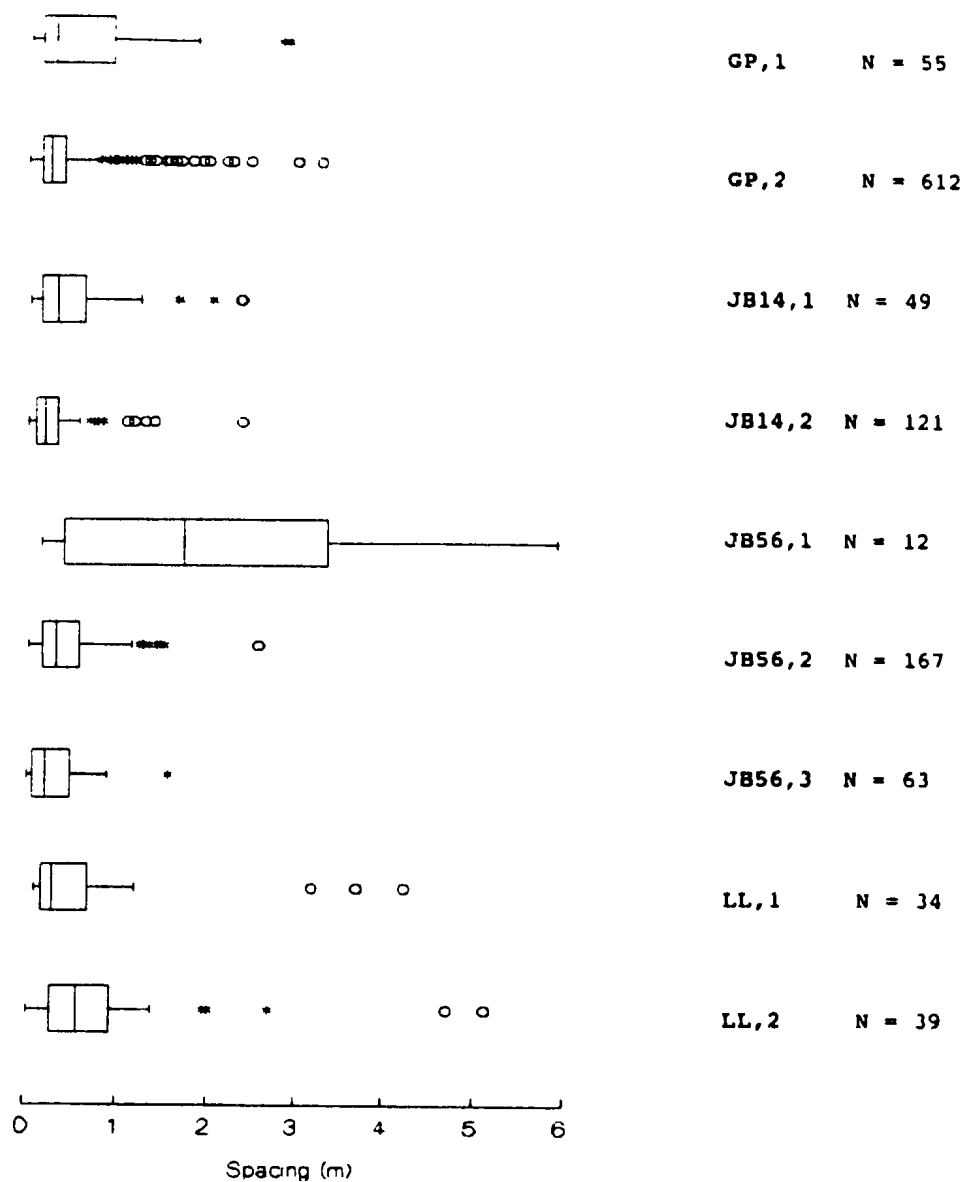 GP,1 N = 55
GP,2 N = 612
JB14,1 N = 49
JB14,2 N = 121
JB56,1 N = 12
JB56,2 N = 167
JB56,3 N = 63
LL,1 N = 34
LL,2 N = 39
0 1 2 3 4 5 6
Spacing (m)